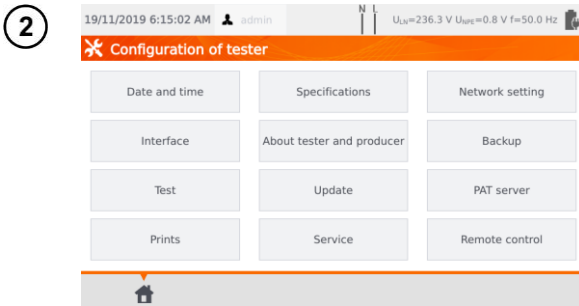 2
19/11/2019 6:15:02 AM admin N L U_LN=236.3 V U_NPE=0.8 V f=50.0 Hz
Configuration of tester
Date and time Specifications Network setting
Interface About tester and producer Backup
Test Update PAT server
Prints Service Remote control